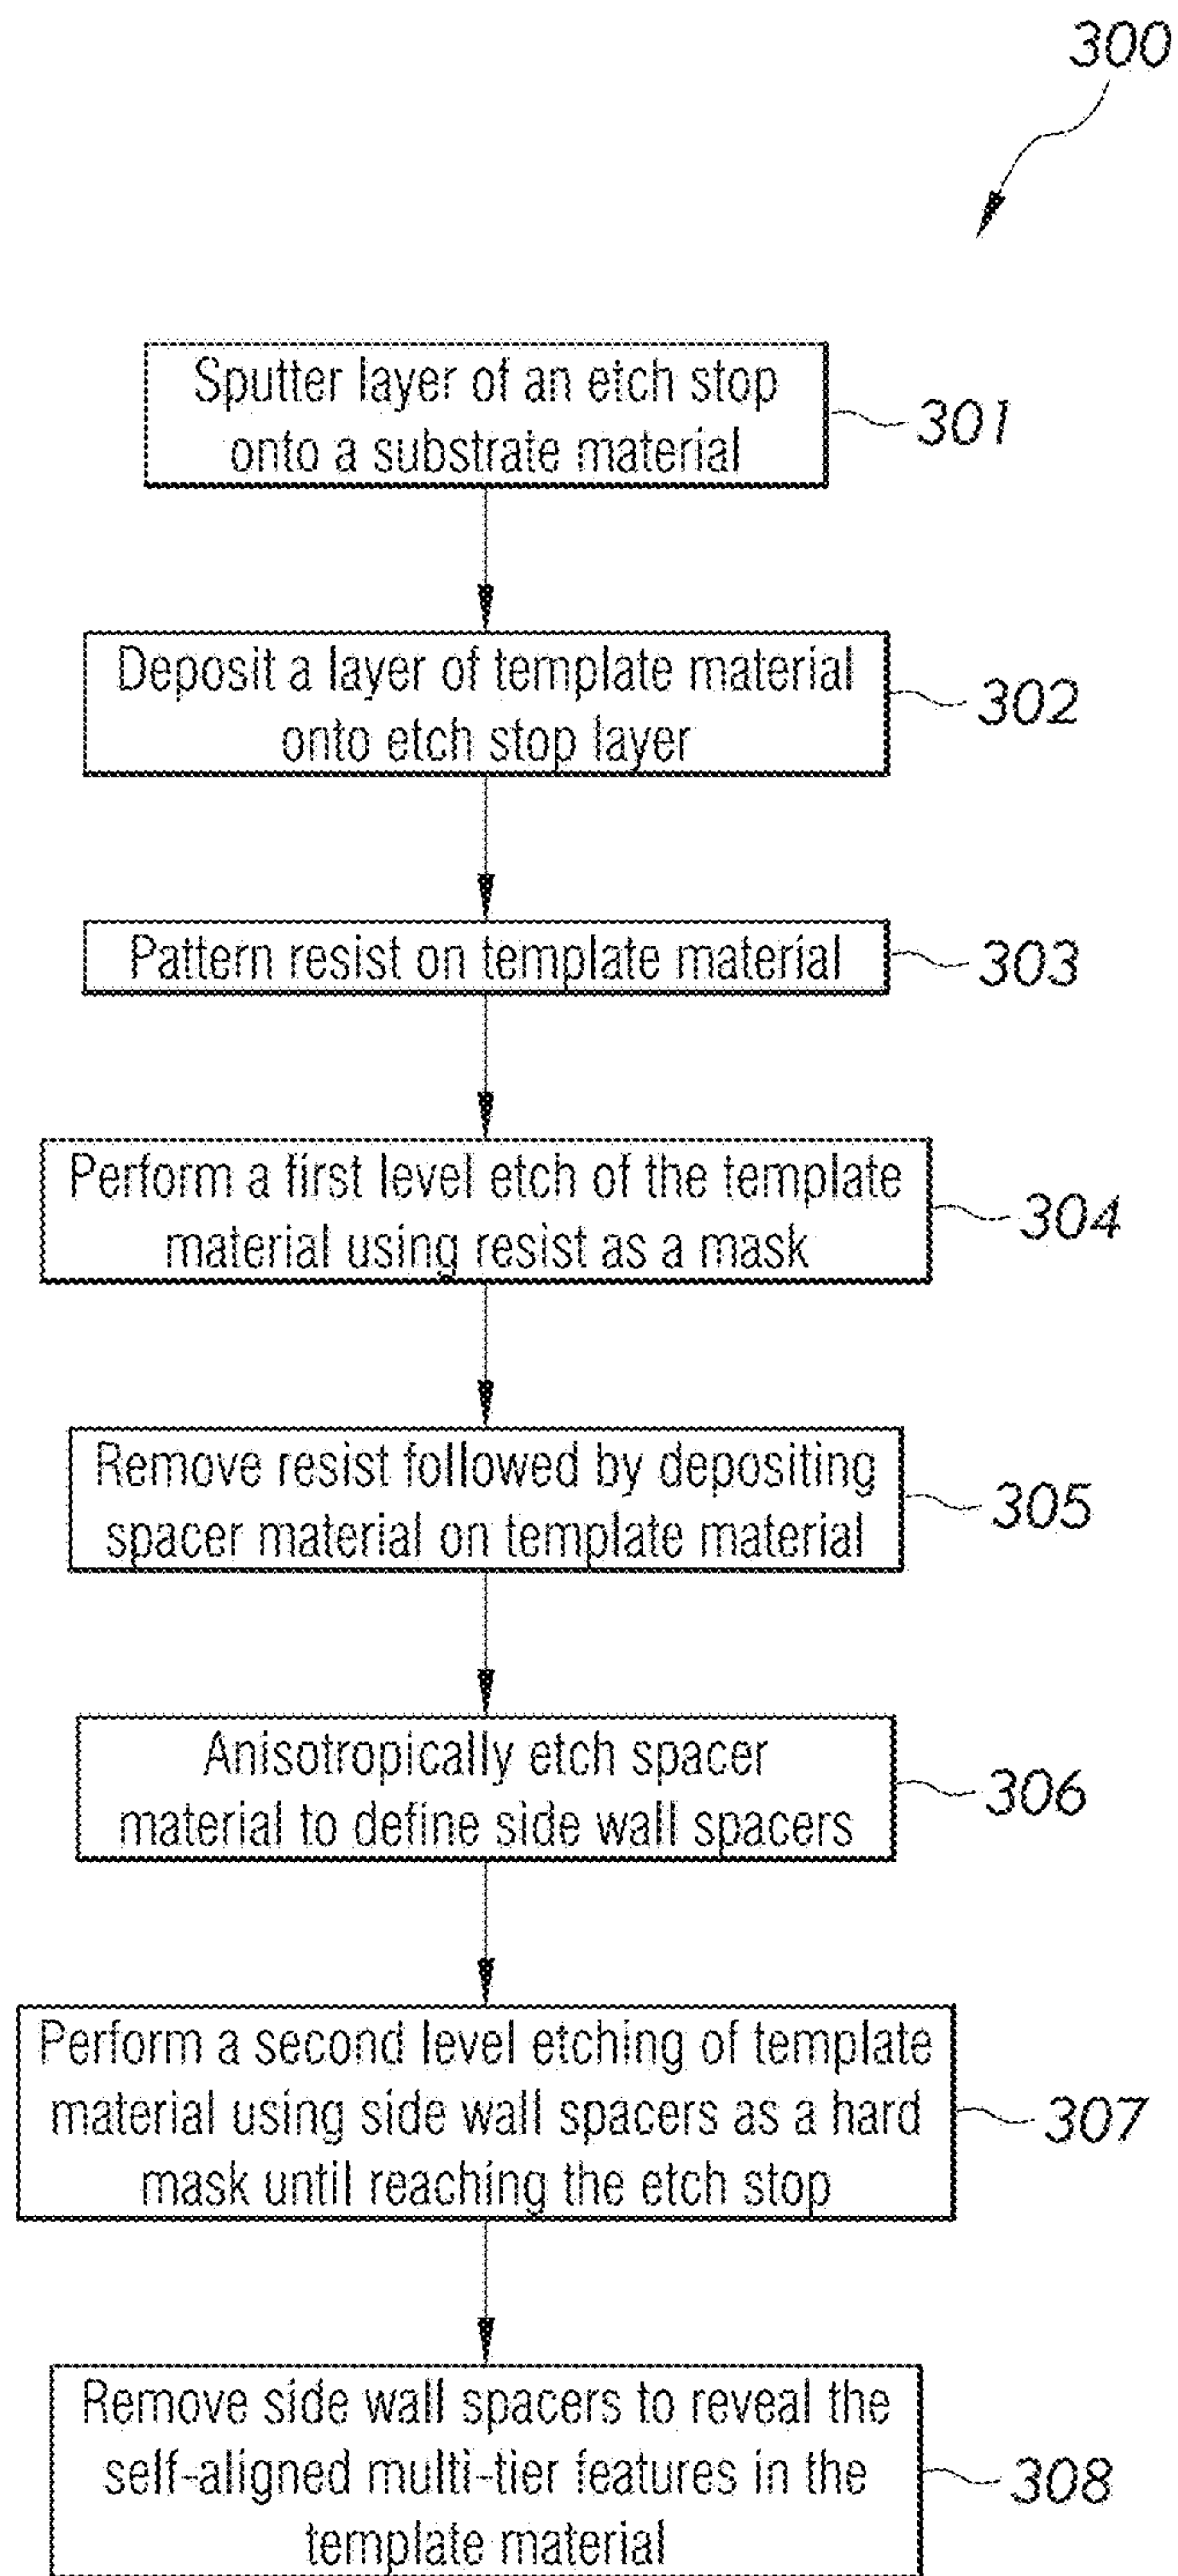 300
Sputter layer of an etch stop
onto a substrate material
301
Deposit a layer of template material
onto etch stop layer
302
Pattern resist on template material
303
Perform a first level etch of the template
material using resist as a mask
304
Remove resist followed by depositing
spacer material on template material
305
Anisotropically etch spacer
material to define side wall spacers
306
Perform a second level etching of template
material using side wall spacers as a hard
mask until reaching the etch stop
307
Remove side wall spacers to reveal the
self-aligned multi-tier features in the
template material
308